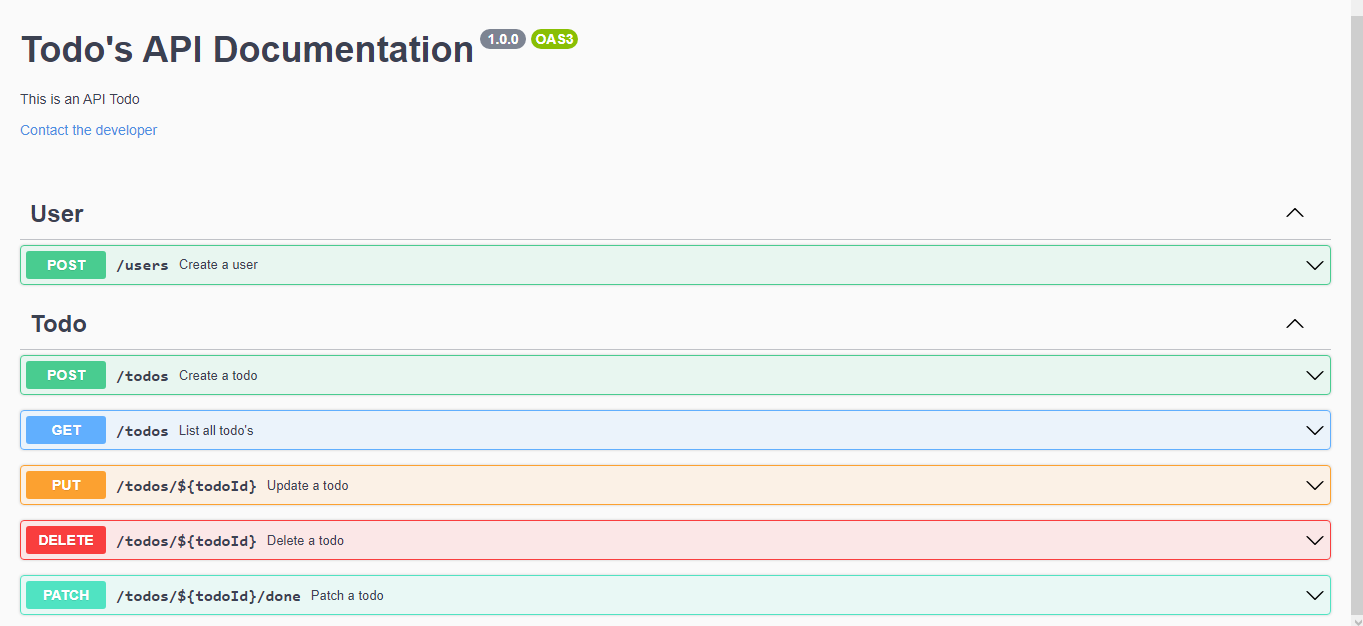 Todo's API Documentation 1.0.0 OAS3
This is an API Todo
Contact the developer
User
POST /users Create a user
Todo
POST /todos Create a todo
GET /todos List all todo's
PUT /todos/${todoId} Update a todo
DELETE /todos/${todoId} Delete a todo
PATCH /todos/${todoId}/done Patch a todo